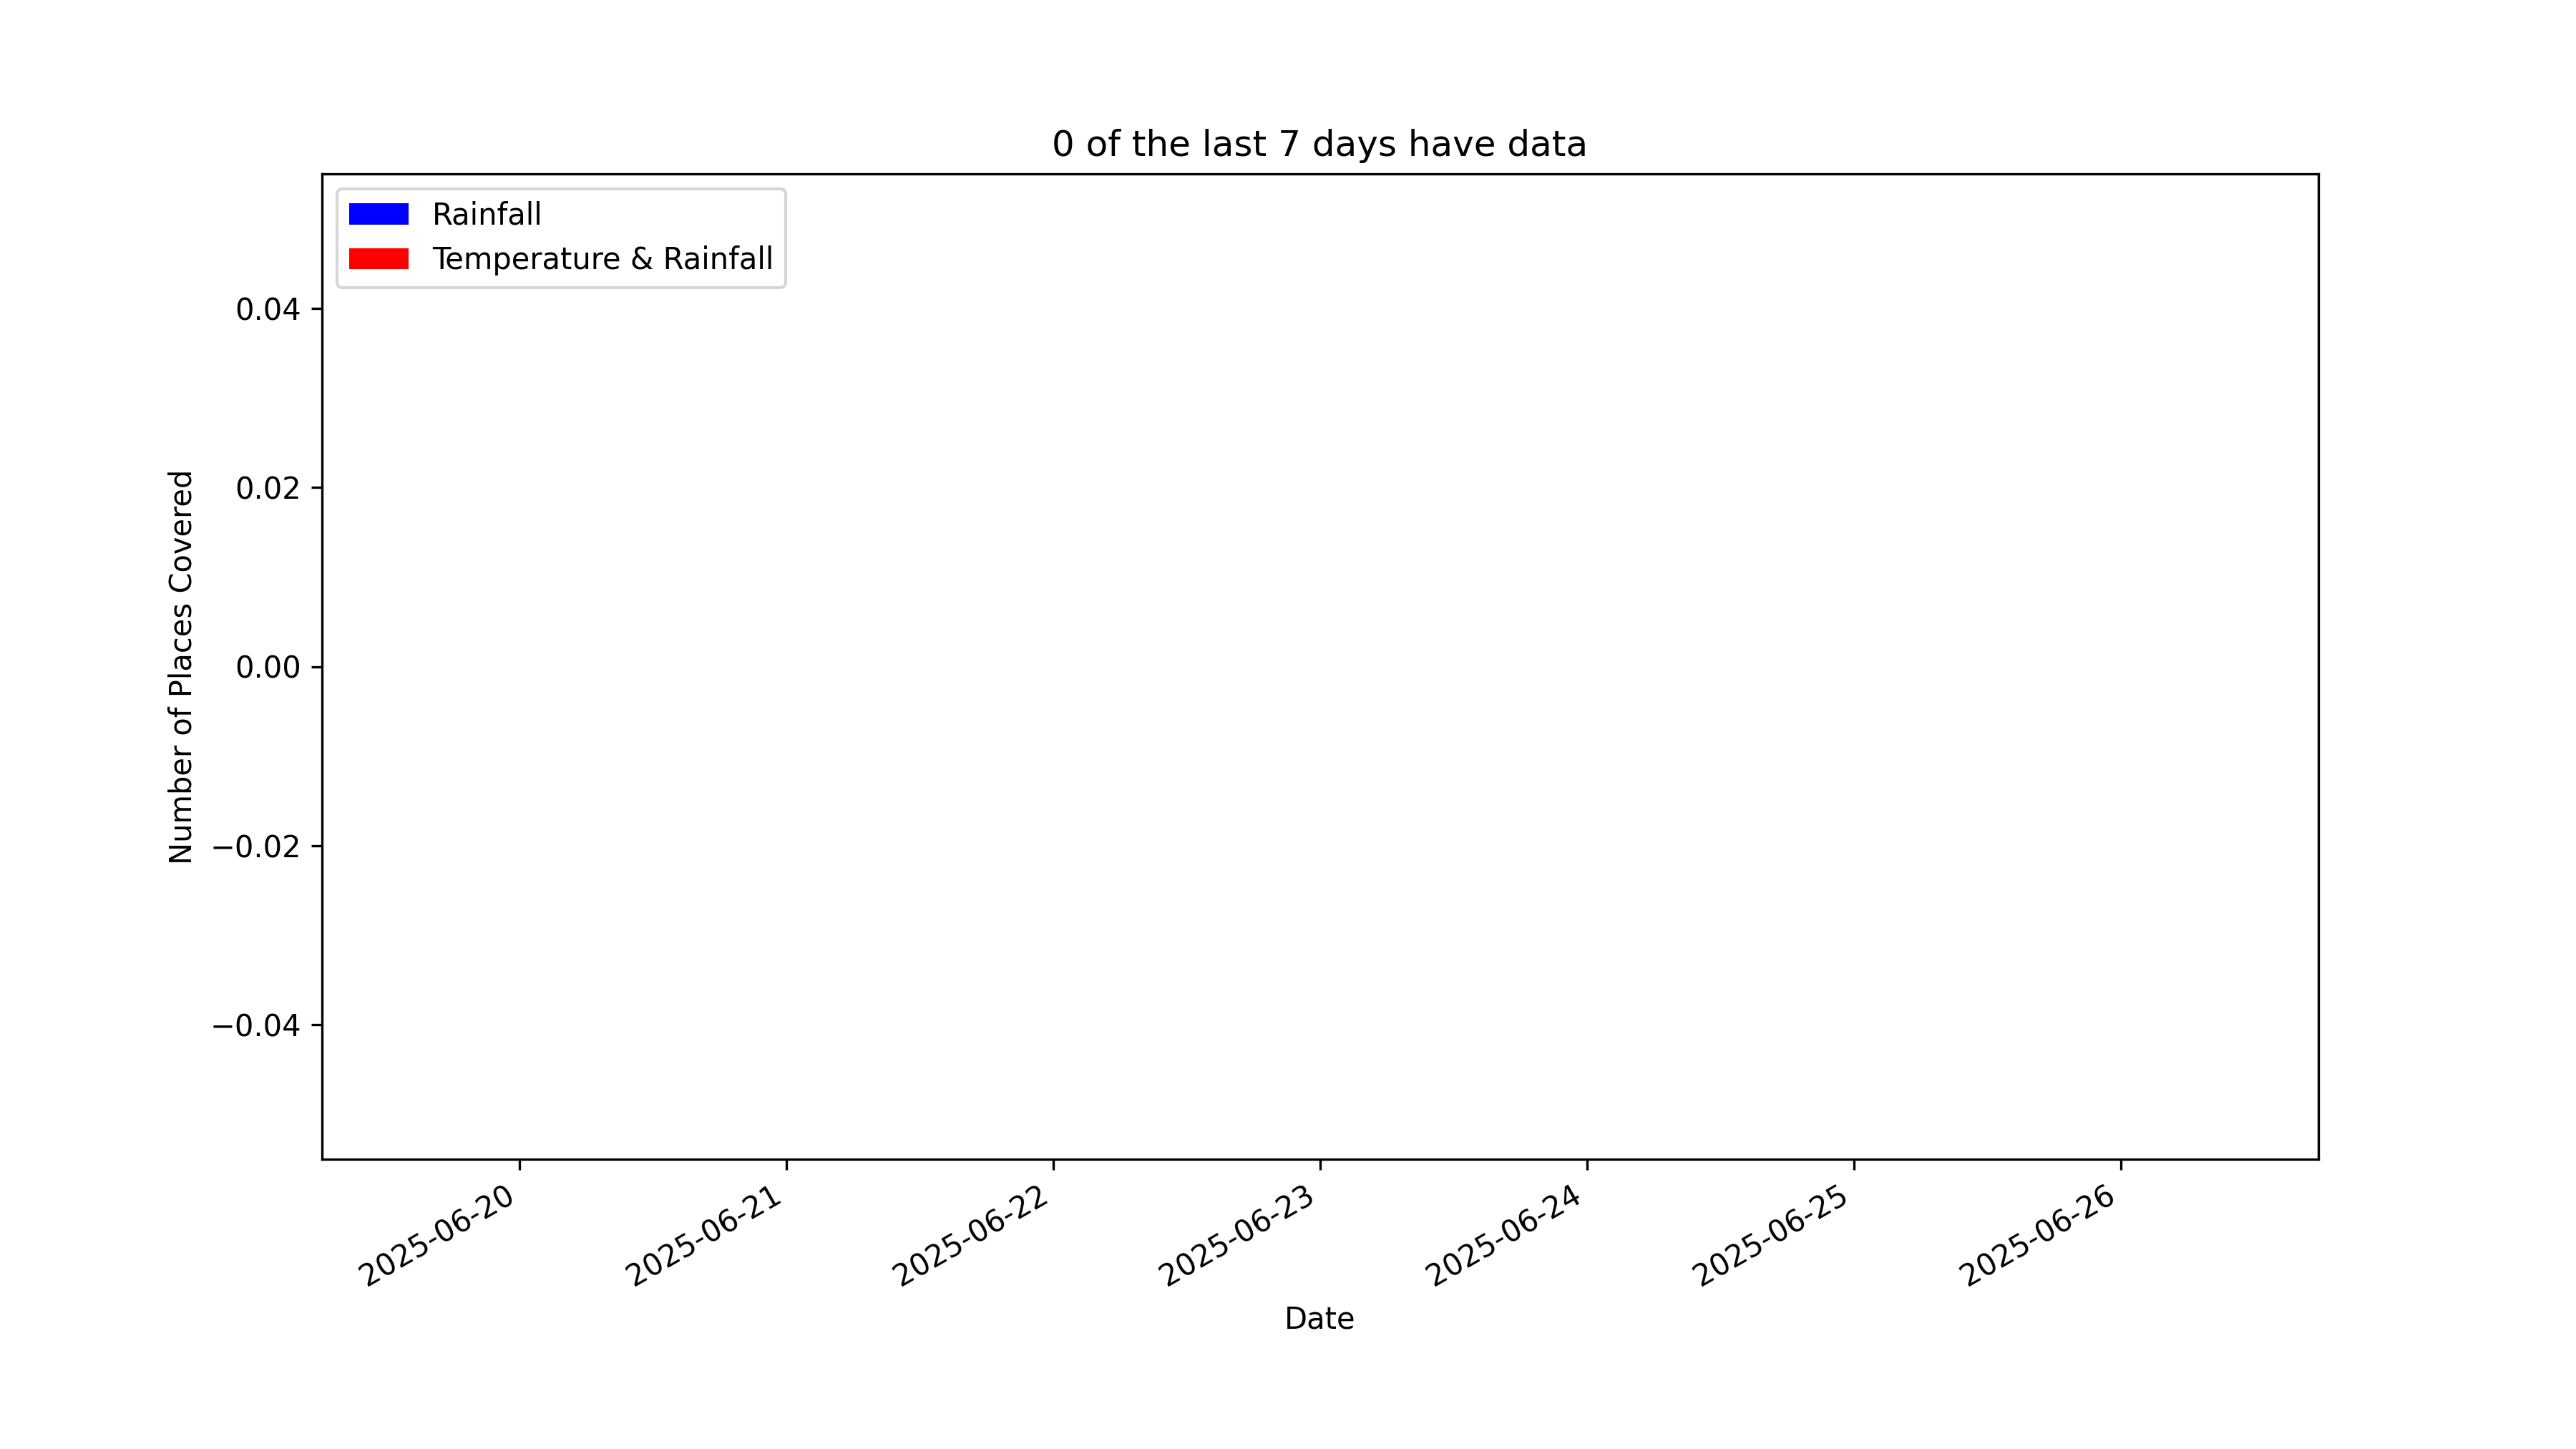 0 of the last 7 days have data
Rainfall
Temperature & Rainfall
Number of Places Covered
0.04
0.02
0.00
−0.02
−0.04
2025-06-20
2025-06-21
2025-06-22
2025-06-23
2025-06-24
2025-06-25
2025-06-26
Date